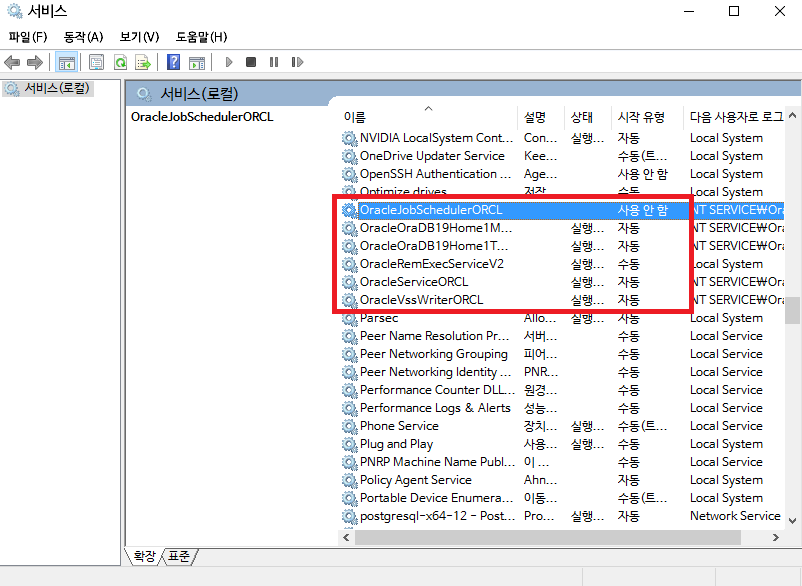 서비스
파일(F) 동작(A) 보기(V) 도움말(H)
서비스(로컬)
서비스(로컬)
OracleJobSchedulerORCL
이름 설명 상태 시작 유형 다음 사용자로 로그
NVIDIA LocalSystem Cont... Con... 실행... 자동 Local System
OneDrive Updater Service Kee... 수동(트... Local System
OpenSSH Authentication ... Age... 사용 안 함 Local System
Optimize drives 저장 수동 Local System
OracleJobSchedulerORCL 사용 안 함 NT SERVICE₩Ora
OracleOraDB19Home1M... 실행... 자동 NT SERVICE₩Ora
OracleOraDB19Home1T... 실행... 자동 NT SERVICE₩Ora
OracleRemExecServiceV2 실행... 수동 Local System
OracleServiceORCL 실행... 자동 NT SERVICE₩Ora
OracleVssWriterORCL 실행... 자동 NT SERVICE₩Ora
Parsec Allo... 실행... 자동 Local System
Peer Name Resolution Pr... 서버... 수동 Local Service
Peer Networking Grouping 피어... 수동 Local Service
Peer Networking Identity ... PNR... 수동 Local Service
Performance Counter DLL... 원경... 수동 Local Service
Performance Logs & Alerts 성능... 수동 Local Service
Phone Service 장치... 실행... 수동(트... Local Service
Plug and Play 사용... 실행... 수동 Local System
PNRP Machine Name Publ... 이 ... 수동 Local Service
Policy Agent Service Ahn... 자동 Local System
Portable Device Enumera... 이동... 수동(트... Local System
postgresql-x64-12 - Post... Pro... 실행... 자동 Network Service
확장 표준